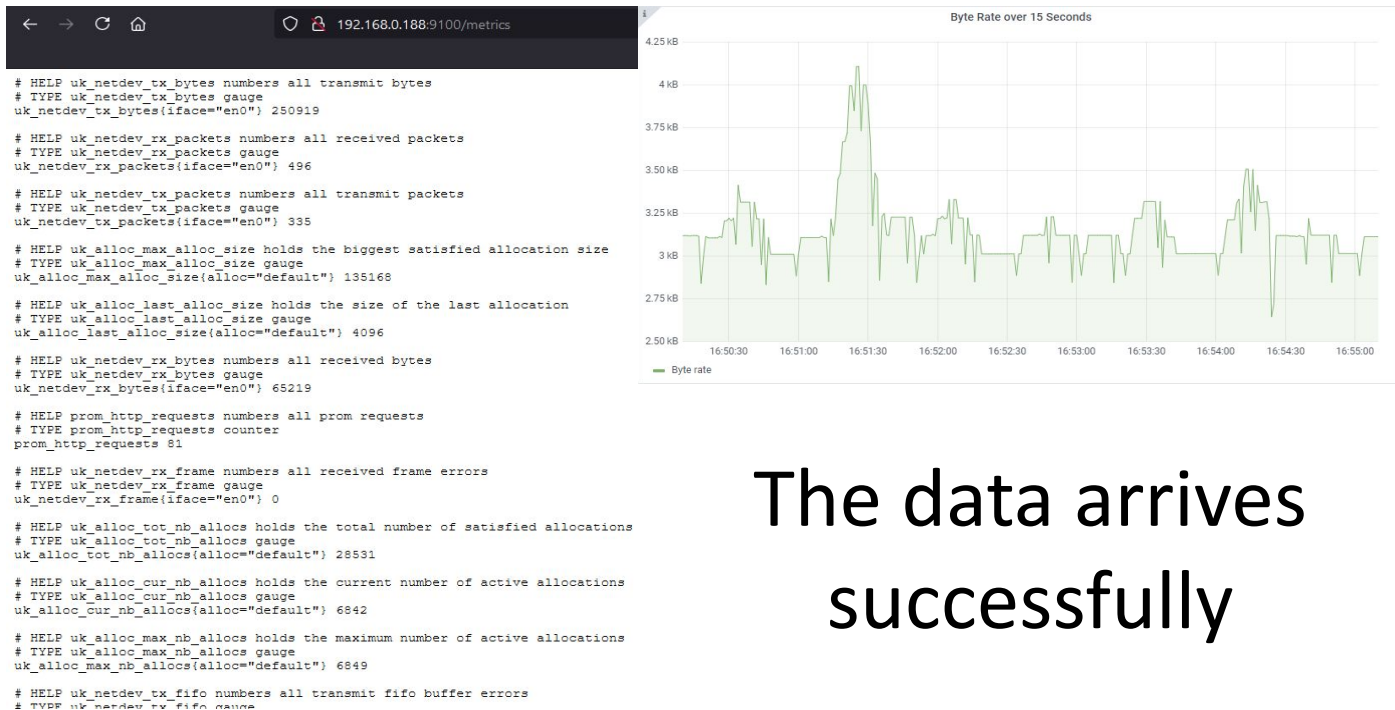 192.168.0.188:9100/metrics
# HELP uk_netdev_tx_bytes numbers all transmit bytes
# TYPE uk_netdev_tx_bytes gauge
uk_netdev_tx_bytes{iface="en0"} 250919
# HELP uk_netdev_rx_packets numbers all received packets
# TYPE uk_netdev_rx_packets gauge
uk_netdev_rx_packets{iface="en0"} 496
# HELP uk_netdev_tx_packets numbers all transmit packets
# TYPE uk_netdev_tx_packets gauge
uk_netdev_tx_packets{iface="en0"} 335
# HELP uk_alloc_max_alloc_size holds the biggest satisfied allocation size
# TYPE uk_alloc_max_alloc_size gauge
uk_alloc_max_alloc_size{alloc="default"} 135168
# HELP uk_alloc_last_alloc_size holds the size of the last allocation
# TYPE uk_alloc_last_alloc_size gauge
uk_alloc_last_alloc_size{alloc="default"} 4096
# HELP uk_netdev_rx_bytes numbers all received bytes
# TYPE uk_netdev_rx_bytes gauge
uk_netdev_rx_bytes{iface="en0"} 65219
# HELP prom_http_requests numbers all prom requests
# TYPE prom_http_requests counter
prom_http_requests 81
# HELP uk_netdev_rx_frame numbers all received frame errors
# TYPE uk_netdev_rx_frame gauge
uk_netdev_rx_frame{iface="en0"} 0
# HELP uk_alloc_tot_nb_allocs holds the total number of satisfied allocations
# TYPE uk_alloc_tot_nb_allocs gauge
uk_alloc_tot_nb_allocs{alloc="default"} 28531
# HELP uk_alloc_cur_nb_allocs holds the current number of active allocations
# TYPE uk_alloc_cur_nb_allocs gauge
uk_alloc_cur_nb_allocs{alloc="default"} 6842
# HELP uk_alloc_max_nb_allocs holds the maximum number of active allocations
# TYPE uk_alloc_max_nb_allocs gauge
uk_alloc_max_nb_allocs{alloc="default"} 6849
# HELP uk_netdev_tx_fifo numbers all transmit fifo buffer errors
# TYPE uk_netdev_tx_fifo gauge
i
Byte Rate over 15 Seconds
4.25 kB
4 kB
3.75 kB
3.50 kB
3.25 kB
3 kB
2.75 kB
2.50 kB
16:50:30 16:51:00 16:51:30 16:52:00 16:52:30 16:53:00 16:53:30 16:54:00 16:54:30 16:55:00
Byte rate
The data arrives
successfully